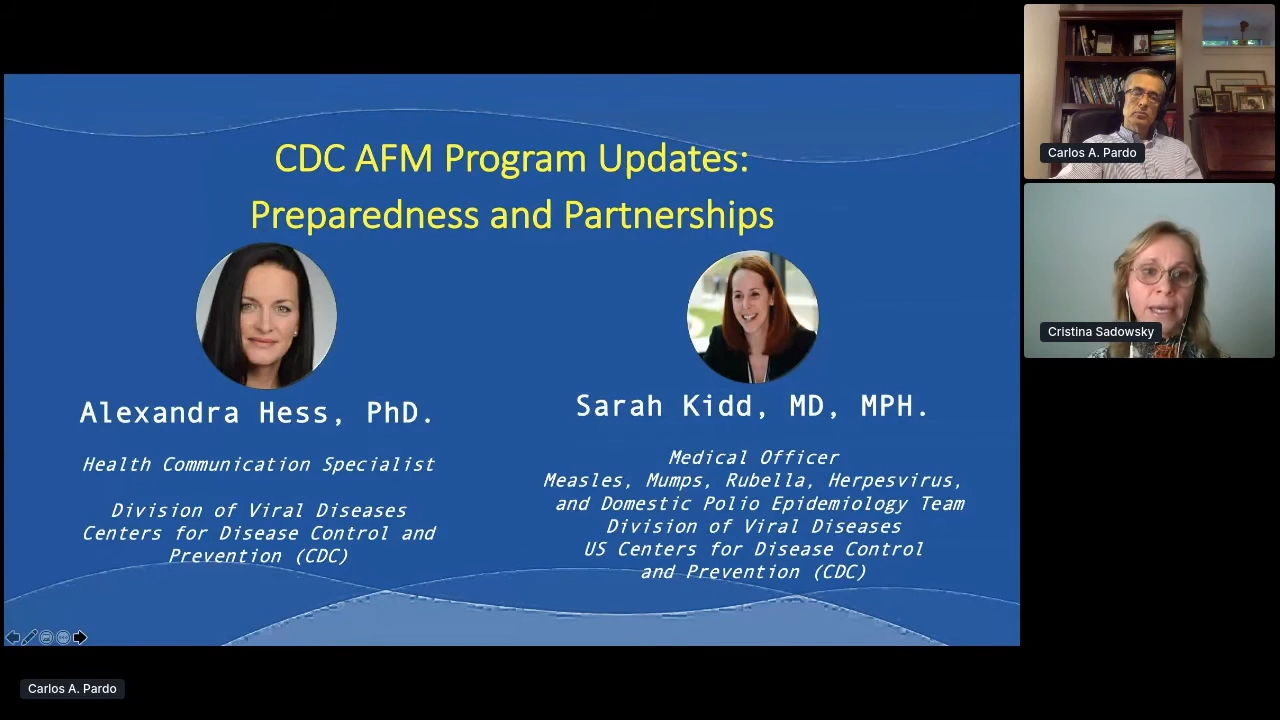 CDC AFM Program Updates:
Preparedness and Partnerships
Alexandra Hess, PhD.
Health Communication Specialist
Division of Viral Diseases
Centers for Disease Control and
Prevention (CDC)
Sarah Kidd, MD, MPH.
Medical Officer
Measles, Mumps, Rubella, Herpesvirus,
and Domestic Polio Epidemiology Team
Division of Viral Diseases
US Centers for Disease Control
and Prevention (CDC)
Carlos A. Pardo
Cristina Sadowsky
Carlos A. Pardo